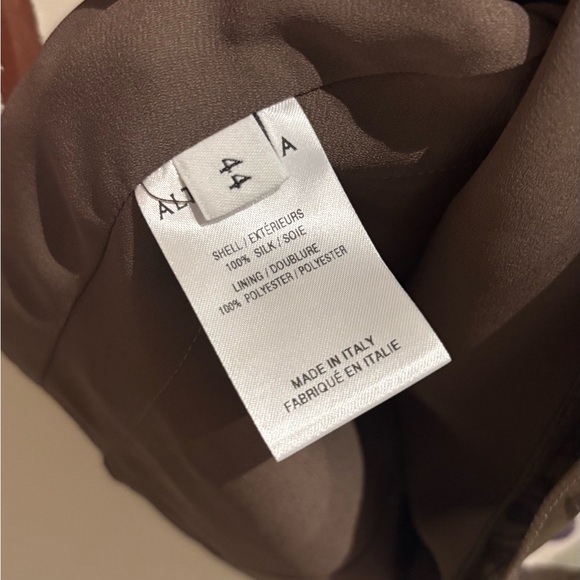 44
SHELL / EXTÉRIEURS
100% SILK / SOIE
LINING / DOUBLURE
100% POLYESTER / POLYESTER
MADE IN ITALY
FABRIQUÉ EN ITALIE